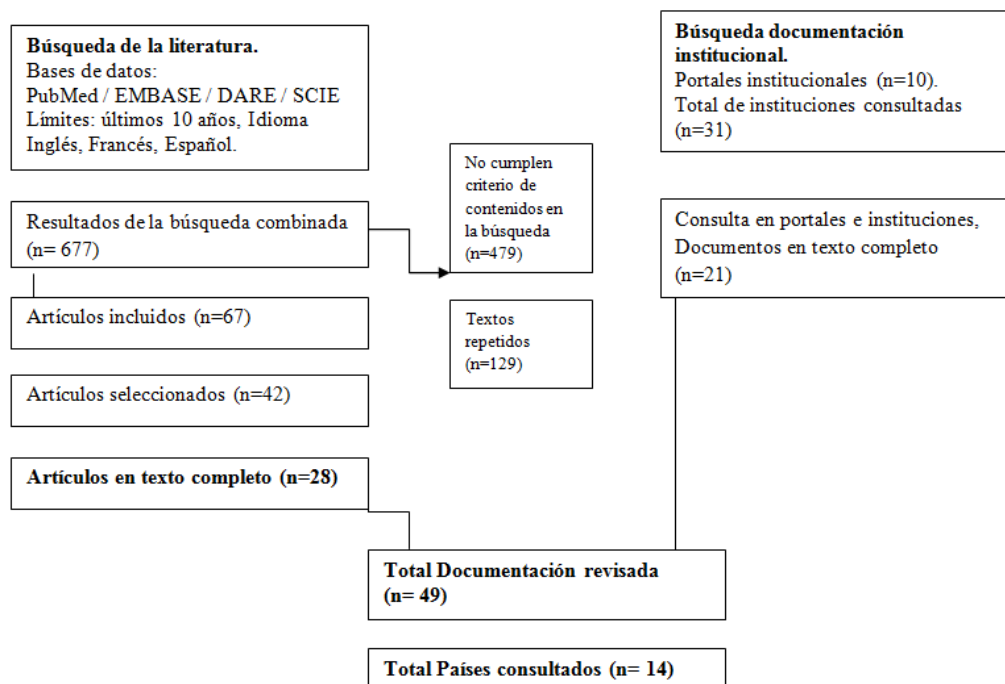 Búsqueda de la literatura.
Bases de datos:
PubMed / EMBASE / DARE / SCIE
Límites: últimos 10 años, Idioma
Inglés, Francés, Español.
Búsqueda documentación
institucional.
Portales institucionales (n=10).
Total de instituciones consultadas
(n=31)
No cumplen
criterio de
contenidos en
la búsqueda
(n=479)
Resultados de la búsqueda combinada
(n= 677)
Consulta en portales e instituciones,
Documentos en texto completo
(n=21)
Artículos incluidos (n=67)
Textos
repetidos
(n=129)
Artículos seleccionados (n=42)
Artículos en texto completo (n=28)
Total Documentación revisada
(n= 49)
Total Países consultados (n= 14)